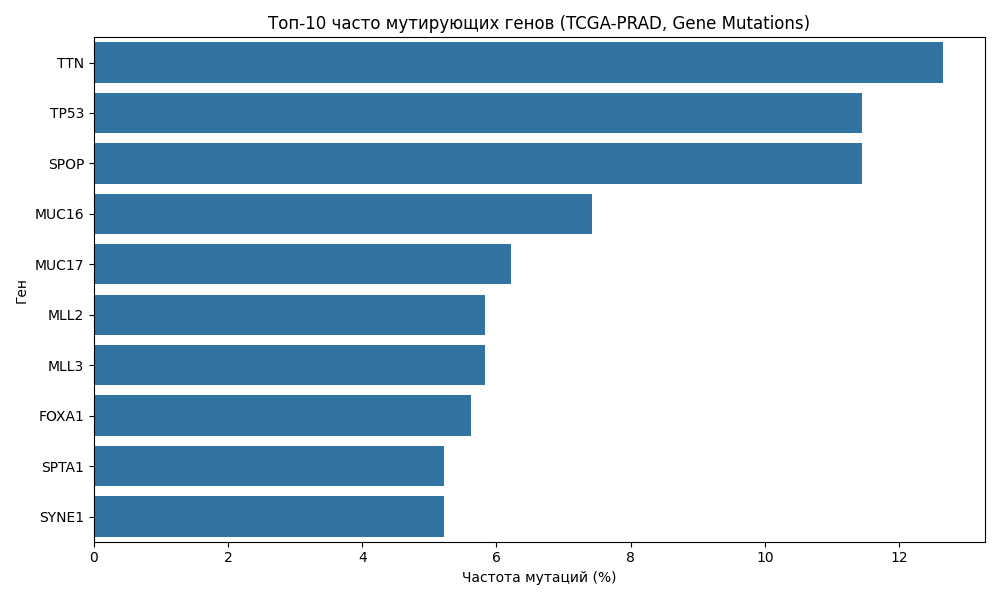 Топ-10 часто мутирующих генов (TCGA-PRAD, Gene Mutations)
TTN
TP53
SPOP
MUC16
MUC17
MLL2
MLL3
FOXA1
SPTA1
SYNE1
Ген
0 2 4 6 8 10 12
Частота мутаций (%)